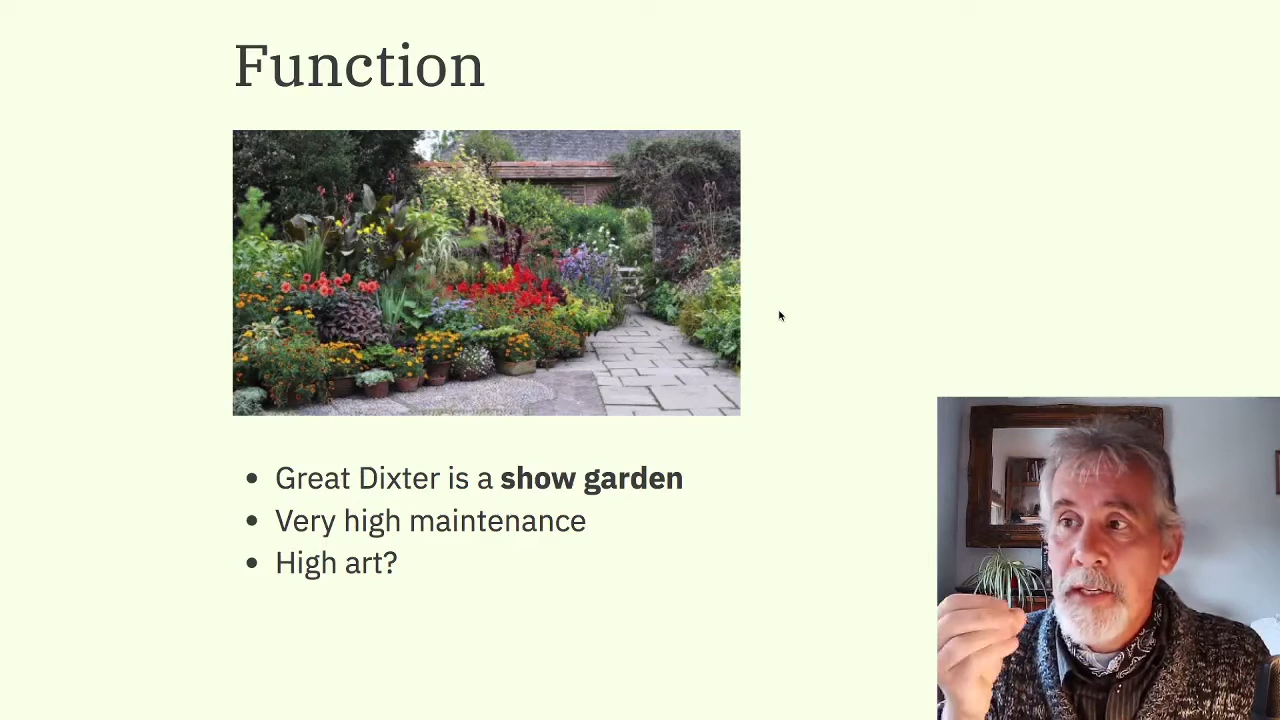 Function
Great Dixter is a show garden
Very high maintenance
High art?